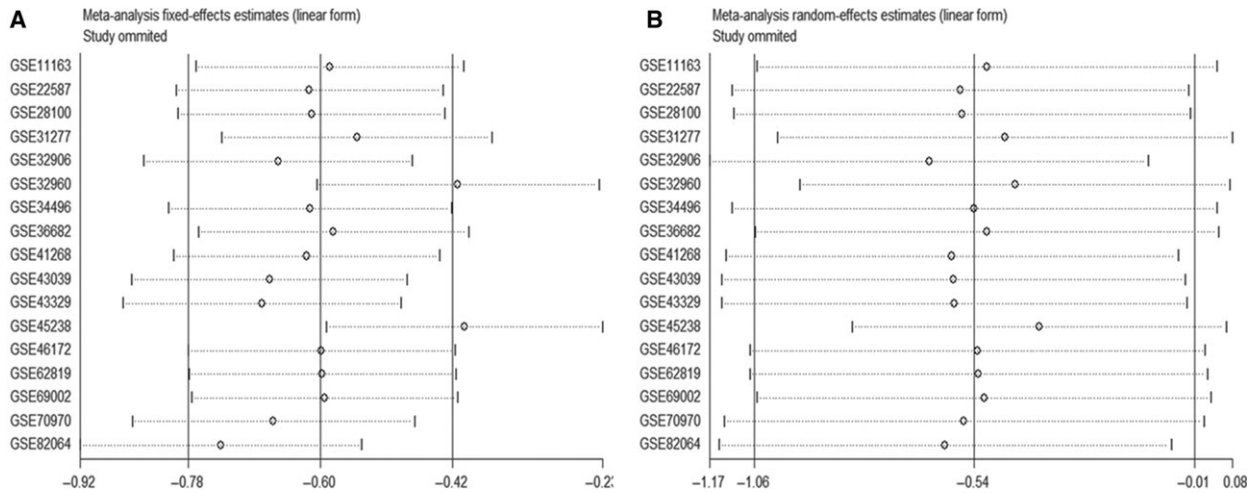 A
Meta-analysis fixed-effects estimates (linear form)
Study ommited
GSE11163
GSE22587
GSE28100
GSE31277
GSE32906
GSE32960
GSE34496
GSE36682
GSE41268
GSE43039
GSE43329
GSE45238
GSE46172
GSE62819
GSE69002
GSE70970
GSE82064
−0.92 −0.78 −0.60 −0.42
B
Meta-analysis random-effects estimates (linear form)
Study ommited
GSE11163
GSE22587
GSE28100
GSE31277
GSE32906
GSE32960
GSE34496
GSE36682
GSE41268
GSE43039
GSE43329
GSE45238
GSE46172
GSE62819
GSE69002
GSE70970
GSE82064
−1.17 −1.06 −0.54 −0.01 0.08